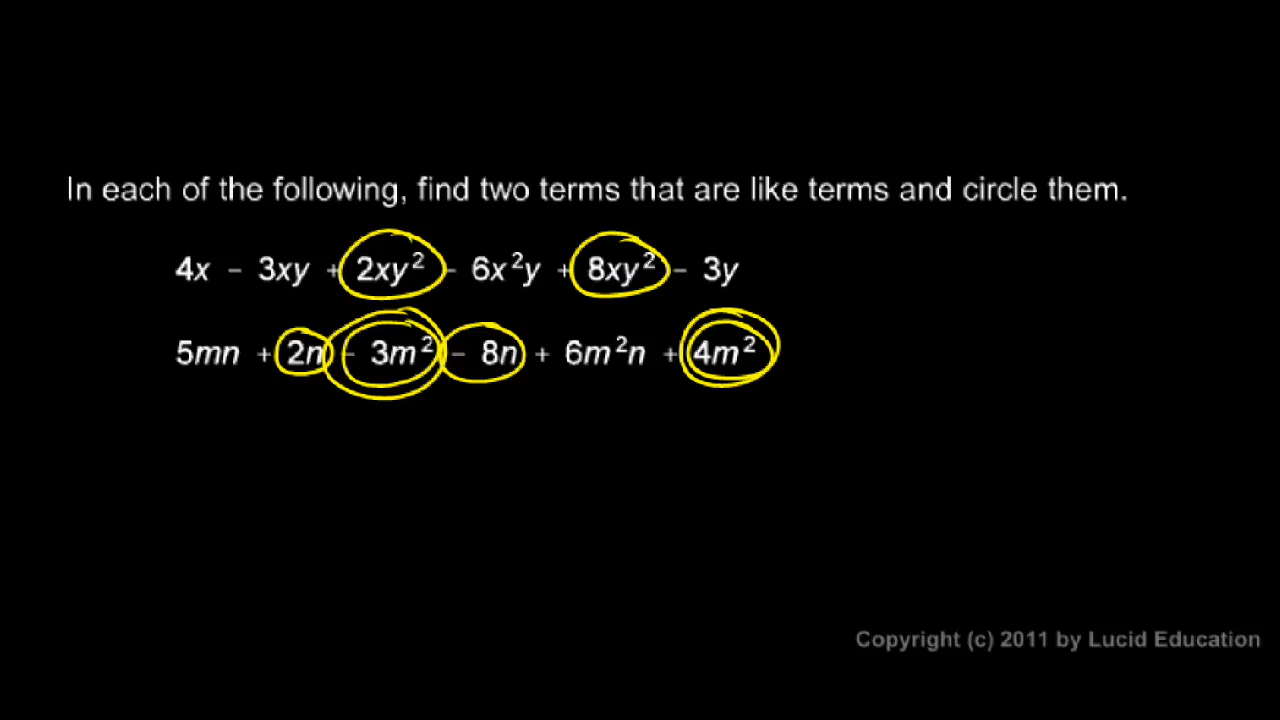 In each of the following, find two terms that are like terms and circle them.
4x - 3xy + 2xy² - 6x²y + 8xy² - 3y
5mn + 2n - 3m² - 8n + 6m²n + 4m²
Copyright (c) 2011 by Lucid Education